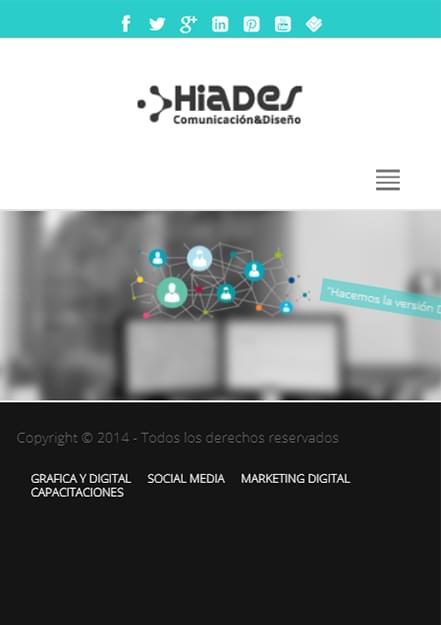 HiADes
Comunicación&Diseño
"Hacemos la versión
Copyright © 2014 - Todos los derechos reservados
GRAFICA Y DIGITAL SOCIAL MEDIA MARKETING DIGITAL
CAPACITACIONES